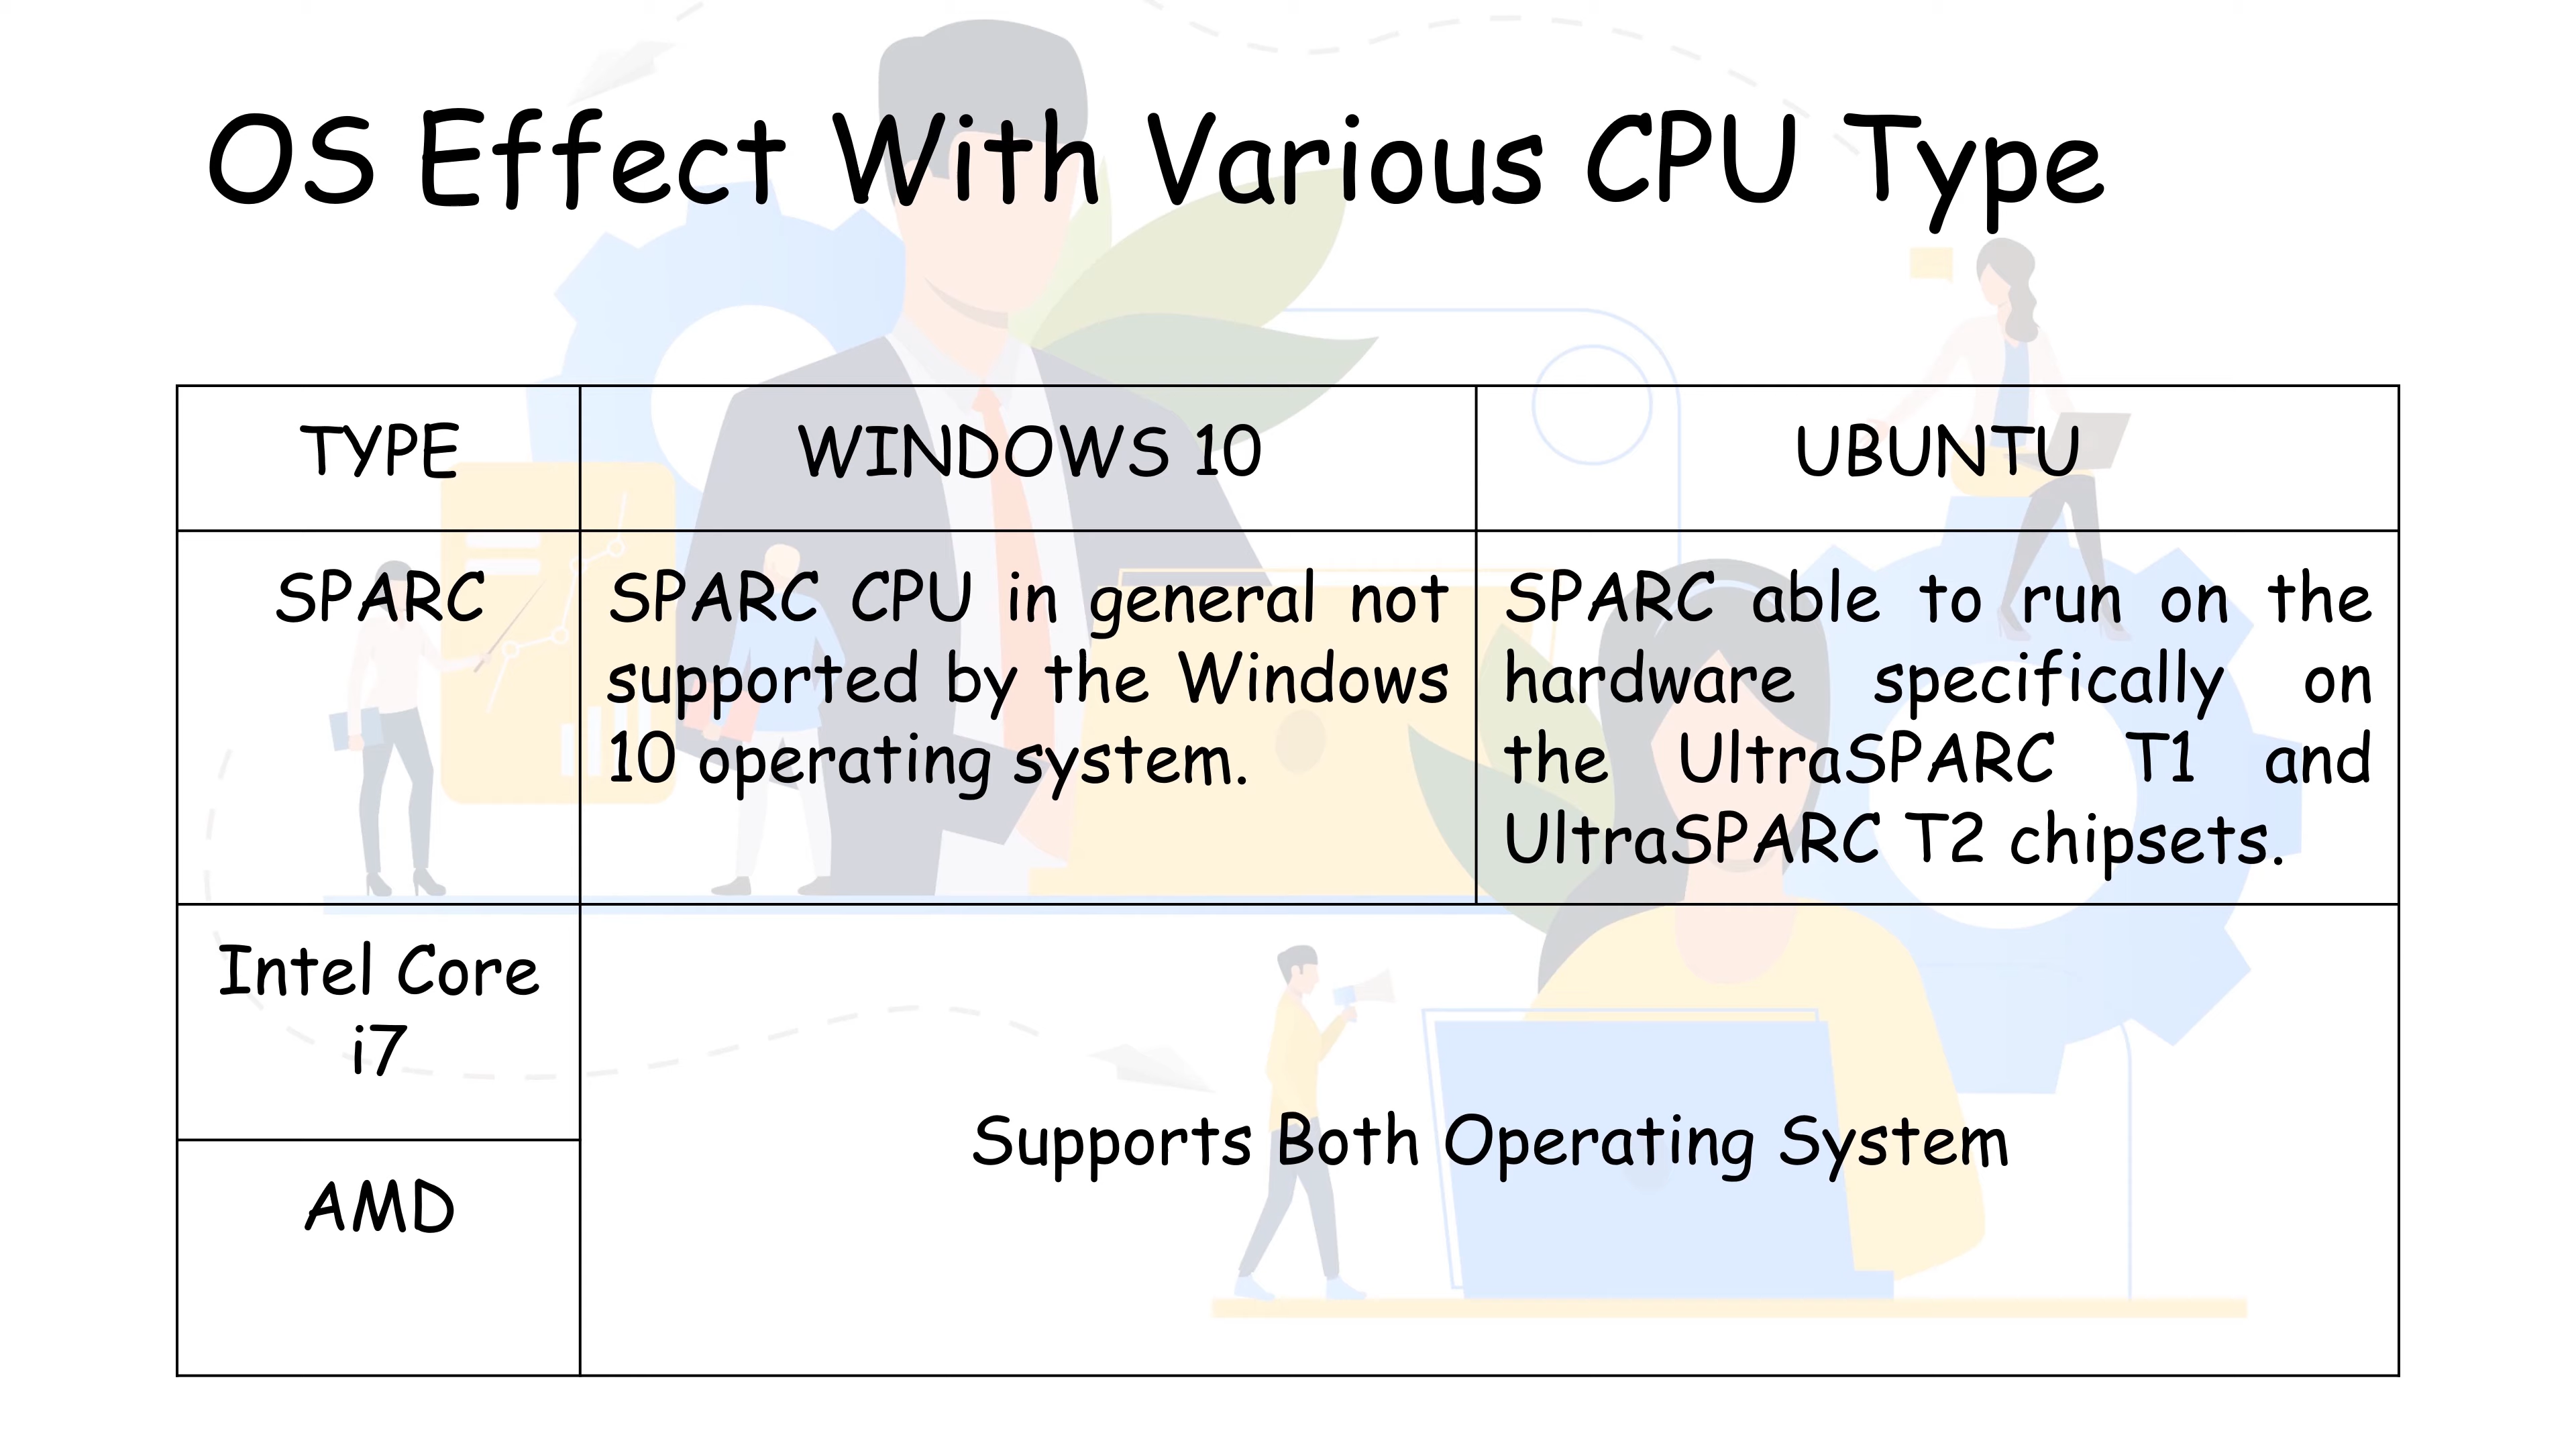 OS Effect With Various CPU Type
TYPE
WINDOWS 10
UBUNTU
SPARC
SPARC CPU in general not
supported by the Windows
10 operating system.
SPARC able to run on the
hardware specifically on
the UltraSPARC T1 and
UltraSPARC T2 chipsets.
Intel Core
i7
Supports Both Operating System
AMD